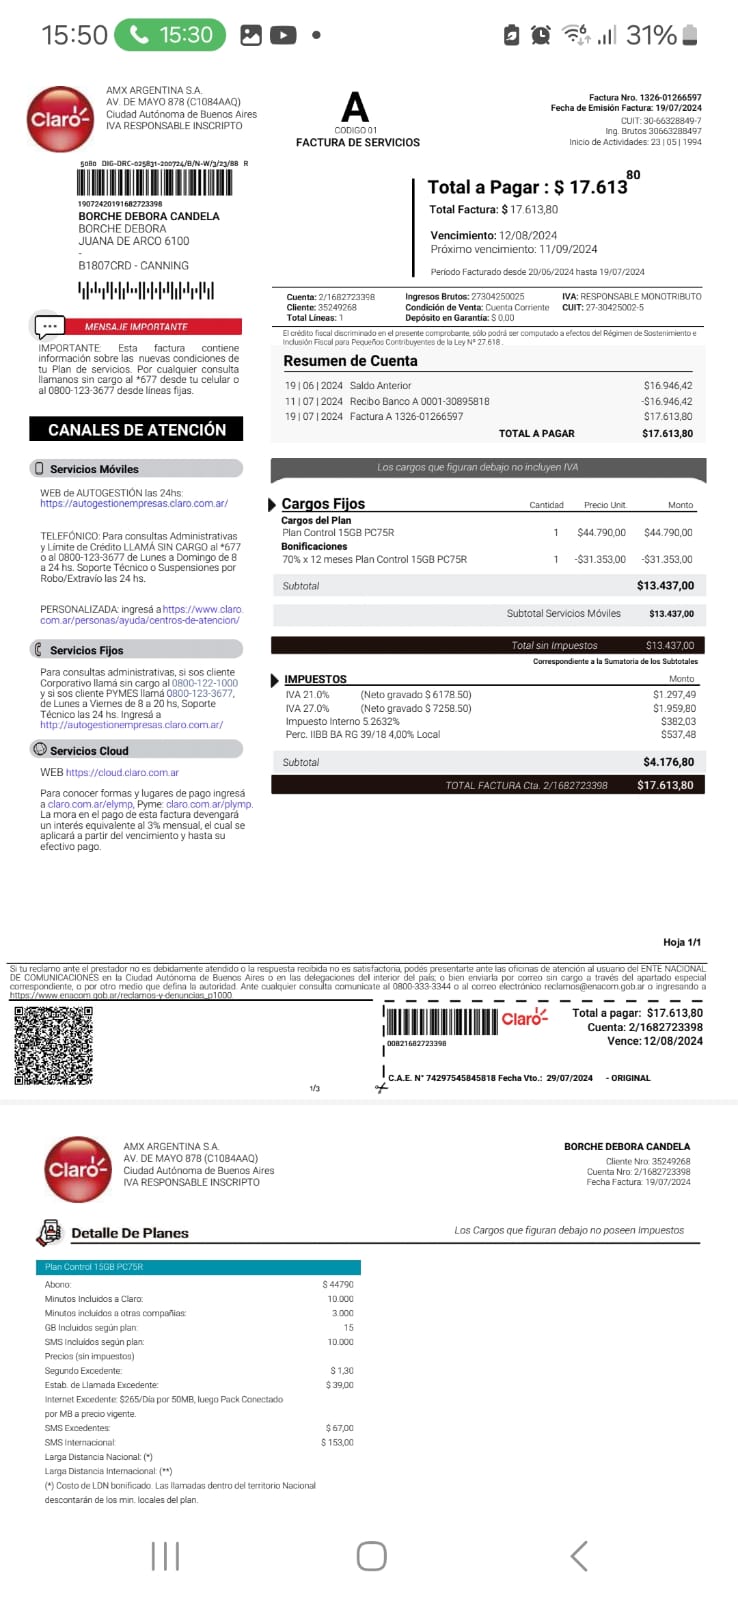 15:50 15:30 31%
Claro
AMX ARGENTINA S.A.
AV. DE MAYO 878 (C1084AAQ)
Ciudad Autónoma de Buenos Aires
IVA RESPONSABLE INSCRIPTO
A
CODIGO 01
FACTURA DE SERVICIOS
Factura Nro. 1326-01266597
Fecha de Emisión Factura: 19/07/2024
CUIT: 30-66328849-7
Ing. Brutos 30663288497
Inicio de Actividades: 23 | 05 | 1994
5080 DIG-DRC-025831-200724/B/N-W/3/23/BB R
19072420191682723398
BORCHE DEBORA CANDELA
BORCHE DEBORA
JUANA DE ARCO 6100
-
B1807CRD - CANNING
Total a Pagar : $ 17.613 80
Total Factura: $ 17.613,80
Vencimiento: 12/08/2024
Próximo vencimiento: 11/09/2024
Período Facturado desde 20/06/2024 hasta 19/07/2024
Cuenta: 2/1682723398 Ingresos Brutos: 27304250025 IVA: RESPONSABLE MONOTRIBUTO
Cliente: 35249268 Condición de Venta: Cuenta Corriente CUIT: 27-30425002-5
Total Líneas: 1 Depósito en Garantía: $ 0,00
El crédito fiscal discriminado en el presente comprobante, sólo podrá ser computado a efectos del Régimen de Sostenimiento e
Inclusión Fiscal para Pequeños Contribuyentes de la Ley Nº 27.618 .
MENSAJE IMPORTANTE
IMPORTANTE: Esta factura contiene
información sobre las nuevas condiciones de
tu Plan de servicios. Por cualquier consulta
llamanos sin cargo al *677 desde tu celular o
al 0800-123-3677 desde líneas fijas.
Resumen de Cuenta
19 | 06 | 2024 Saldo Anterior $16.946,42
11 | 07 | 2024 Recibo Banco A 0001-30895818 -$16.946,42
19 | 07 | 2024 Factura A 1326-01266597 $17.613,80
TOTAL A PAGAR $17.613,80
CANALES DE ATENCIÓN
Servicios Móviles
WEB de AUTOGESTIÓN las 24hs:
https://autogestionempresas.claro.com.ar/
TELEFÓNICO: Para consultas Administrativas
y Límite de Crédito LLAMÁ SIN CARGO al *677
o al 0800-123-3677 de Lunes a Domingo de 8
a 24 hs. Soporte Técnico o Suspensiones por
Robo/Extravío las 24 hs.
PERSONALIZADA: ingresá a https://www.claro.
com.ar/personas/ayuda/centros-de-atencion/
Servicios Fijos
Para consultas administrativas, si sos cliente
Corporativo llamá sin cargo al 0800-122-1000
y si sos cliente PYMES llamá 0800-123-3677,
de Lunes a Viernes de 8 a 20 hs, Soporte
Técnico las 24 hs. Ingresá a
http://autogestionempresas.claro.com.ar/
Servicios Cloud
WEB https://cloud.claro.com.ar
Para conocer formas y lugares de pago ingresá
a claro.com.ar/elymp, Pyme: claro.com.ar/plymp.
La mora en el pago de esta factura devengará
un interés equivalente al 3% mensual, el cual se
aplicará a partir del vencimiento y hasta su
efectivo pago.
Los cargos que figuran debajo no incluyen IVA
Cargos Fijos Cantidad Precio Unit. Monto
Cargos del Plan
Plan Control 15GB PC75R 1 $44.790,00 $44.790,00
Bonificaciones
70% x 12 meses Plan Control 15GB PC75R 1 -$31.353,00 -$31.353,00
Subtotal $13.437,00
Subtotal Servicios Móviles $13.437,00
Total sin Impuestos $13.437,00
Correspondiente a la Sumatoria de los Subtotales
IMPUESTOS Monto
IVA 21.0% (Neto gravado $ 6178.50) $1.297,49
IVA 27.0% (Neto gravado $ 7258.50) $1.959,80
Impuesto Interno 5.2632% $382,03
Perc. IIBB BA RG 39/18 4,00% Local $537,48
Subtotal $4.176,80
TOTAL FACTURA Cta. 2/1682723398 $17.613,80
Hoja 1/1
Si tu reclamo ante el prestador no es debidamente atendido o la respuesta recibida no es satisfactoria, podés presentarte ante las oficinas de atención al usuario del ENTE NACIONAL
DE COMUNICACIONES en la Ciudad Autónoma de Buenos Aires o en las delegaciones del interior del país; o bien enviarla por correo sin cargo a través del apartado especial
correspondiente, o por otro medio que defina la autoridad. Ante cualquier consulta comunicate al 0800-333-3344 o al correo electrónico reclamos@enacom.gob.ar o ingresando a
https://www.enacom.gob.ar/reclamos-y-denuncias_p1000.
00821682723398
Claro
Total a pagar: $17.613,80
Cuenta: 2/1682723398
Vence: 12/08/2024
C.A.E. N° 74297545845818 Fecha Vto.: 29/07/2024 - ORIGINAL
1/3
Claro
AMX ARGENTINA S.A.
AV. DE MAYO 878 (C1084AAQ)
Ciudad Autónoma de Buenos Aires
IVA RESPONSABLE INSCRIPTO
BORCHE DEBORA CANDELA
Cliente Nro: 35249268
Cuenta Nro: 2/1682723398
Fecha Factura: 19/07/2024
Detalle De Planes
Los Cargos que figuran debajo no poseen Impuestos
Plan Control 15GB PC75R
Abono: $ 44790
Minutos Incluidos a Claro: 10.000
Minutos incluidos a otras compañias: 3.000
GB Incluidos según plan: 15
SMS Incluídos según plan: 10.000
Precios (sin impuestos)
Segundo Excedente: $ 1,30
Estab. de Llamada Excedente: $ 39,00
Internet Excedente: $265/Día por 50MB, luego Pack Conectado
por MB a precio vigente.
SMS Excedentes: $ 67,00
SMS Internacional: $ 153,00
Larga Distancia Nacional: (*)
Larga Distancia Internacional: (**)
(*) Costo de LDN bonificado. Las llamadas dentro del territorio Nacional
descontarán de los min. locales del plan.